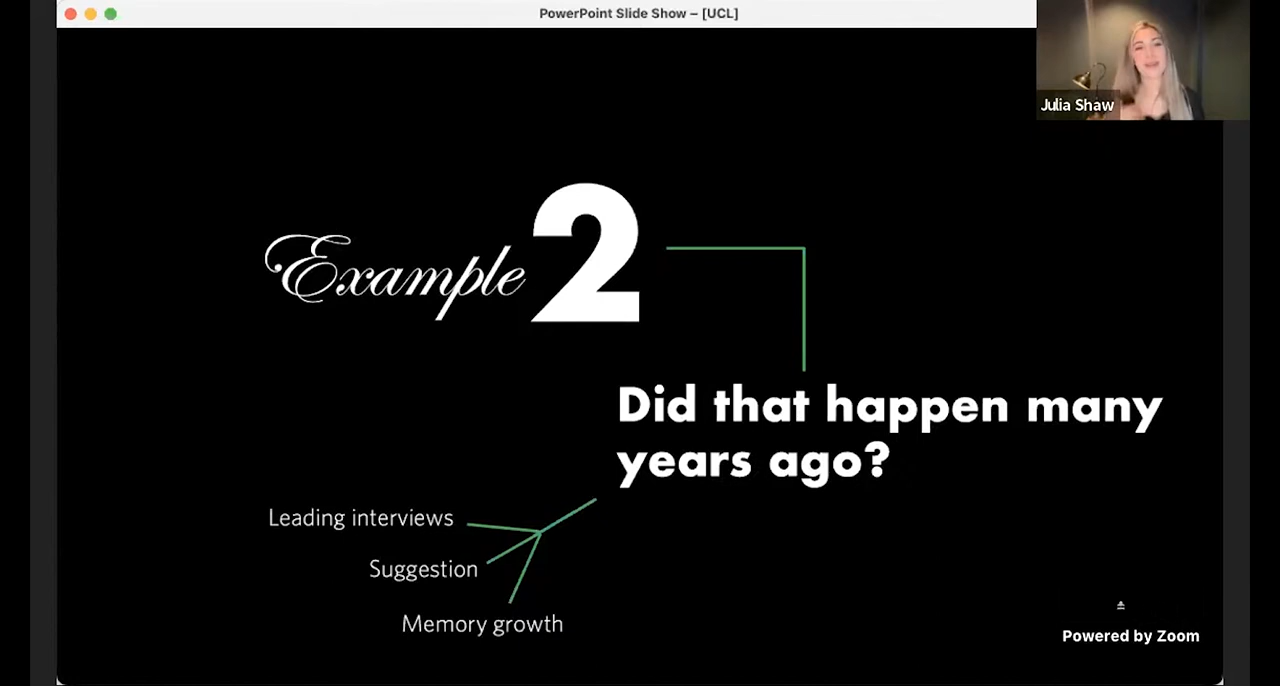 PowerPoint Slide Show – [UCL]
Julia Shaw
Example 2
Did that happen many
years ago?
Leading interviews
Suggestion
Memory growth
Powered by Zoom